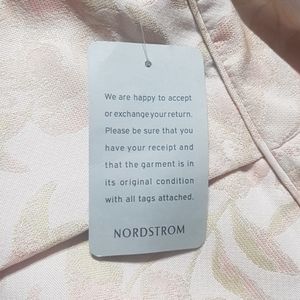 We are happy to accept
or exchange your return.
Please be sure that you
have your receipt and
that the garment is in
its original condition
with all tags attached.
NORDSTROM